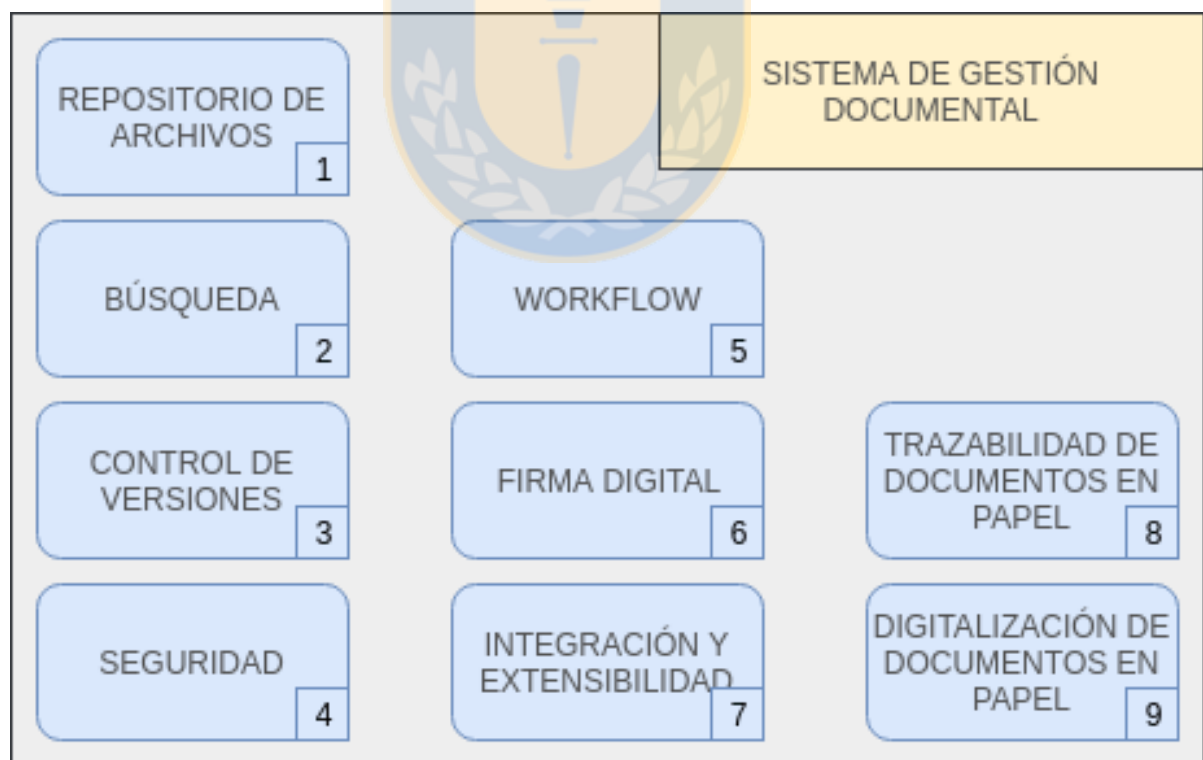 SISTEMA DE GESTIÓN
DOCUMENTAL
REPOSITORIO DE
ARCHIVOS
1
BÚSQUEDA
2
CONTROL DE
VERSIONES
3
SEGURIDAD
4
WORKFLOW
5
FIRMA DIGITAL
6
INTEGRACIÓN Y
EXTENSIBILIDAD
7
TRAZABILIDAD DE
DOCUMENTOS EN
PAPEL
8
DIGITALIZACIÓN DE
DOCUMENTOS EN
PAPEL
9